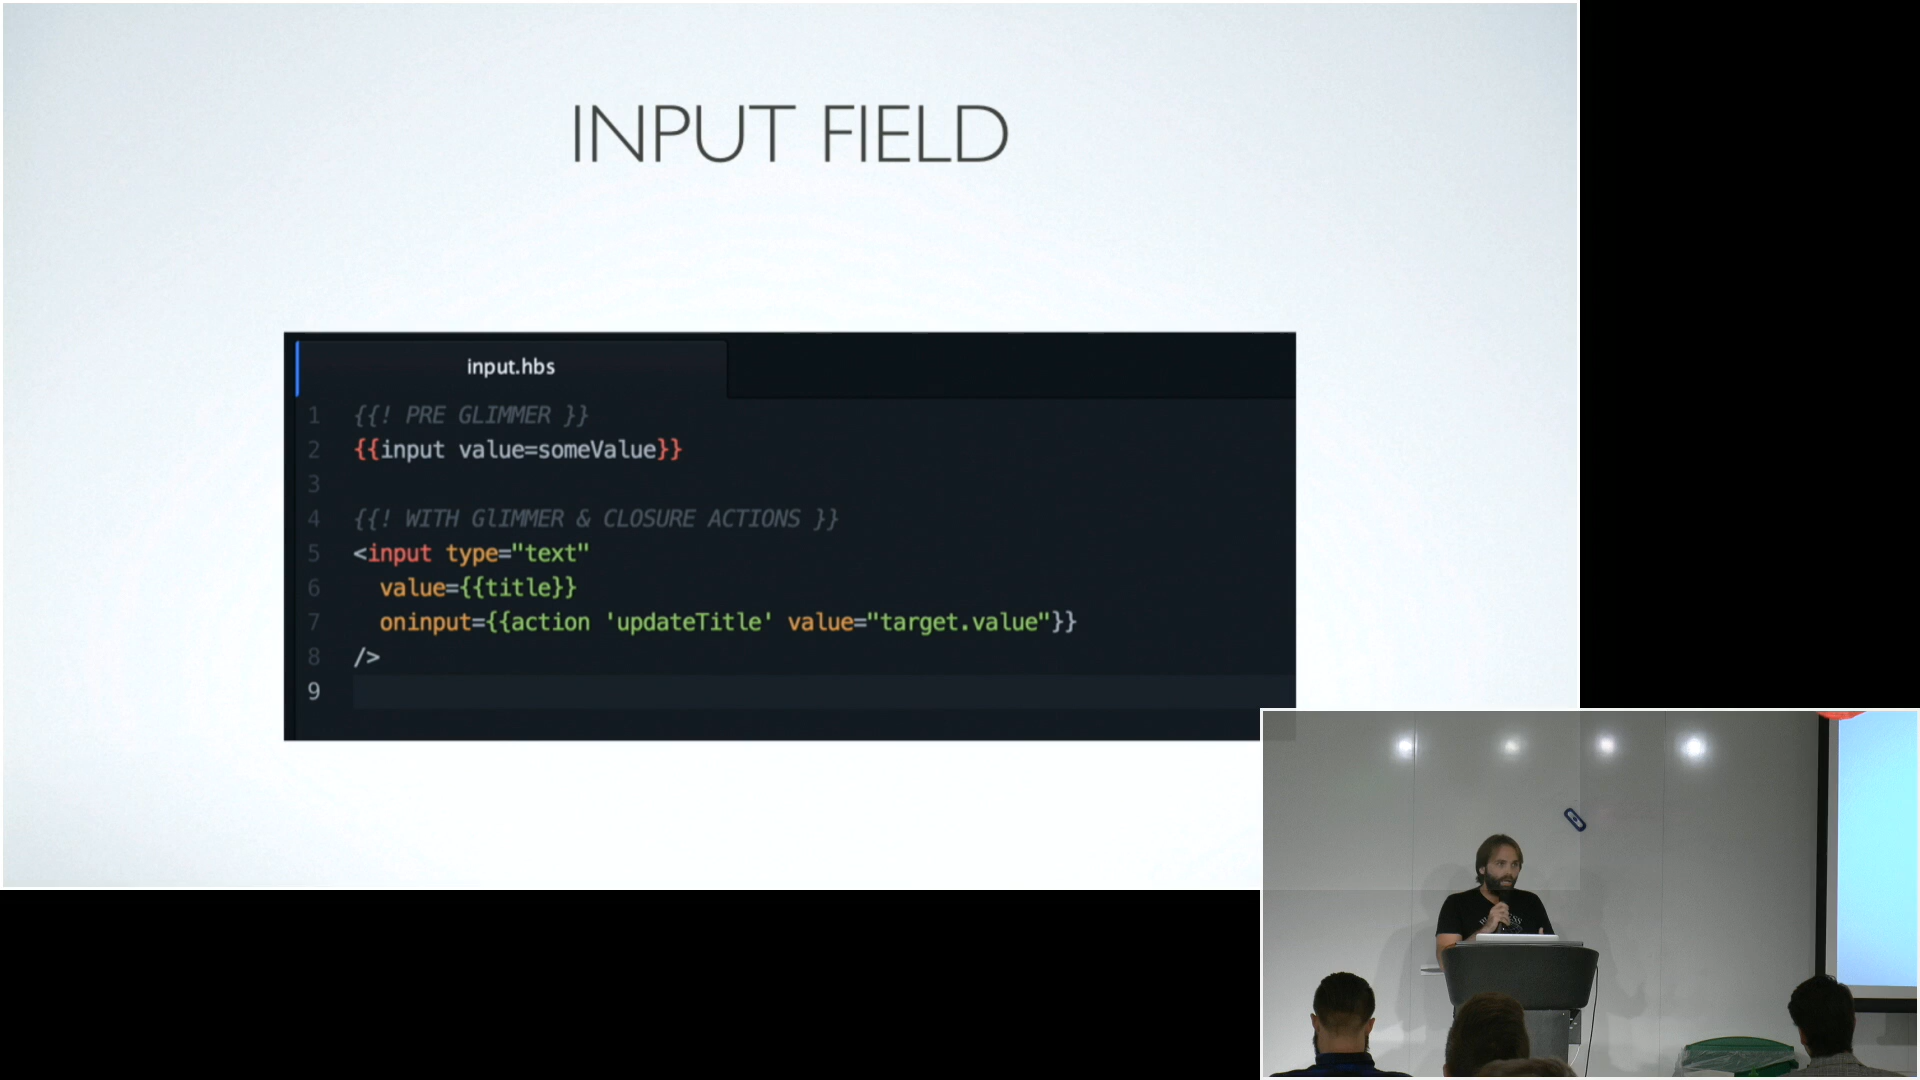 INPUT FIELD
input.hbs
1 {{! PRE GLIMMER }}
2 {{input value=someValue}}
3
4 {{! WITH GlIMMER & CLOSURE ACTIONS }}
5 <input type="text"
6 value={{title}}
7 oninput={{action 'updateTitle' value="target.value"}}
8 />
9